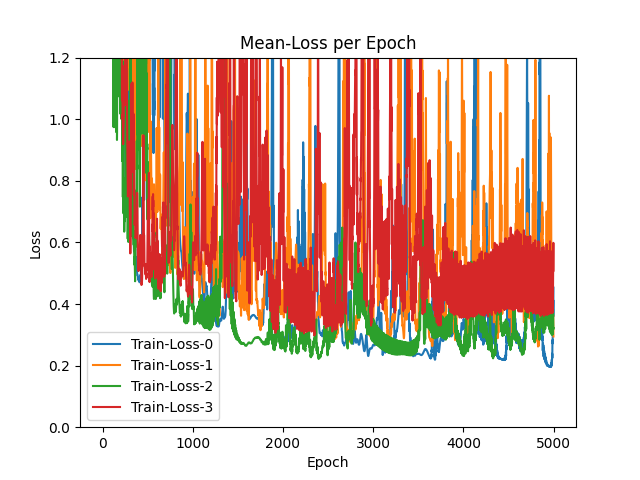 Mean-Loss per Epoch
Loss
1.2
1.0
0.8
0.6
0.4
0.2
0.0
Train-Loss-0
Train-Loss-1
Train-Loss-2
Train-Loss-3
0
1000
2000
3000
4000
5000
Epoch